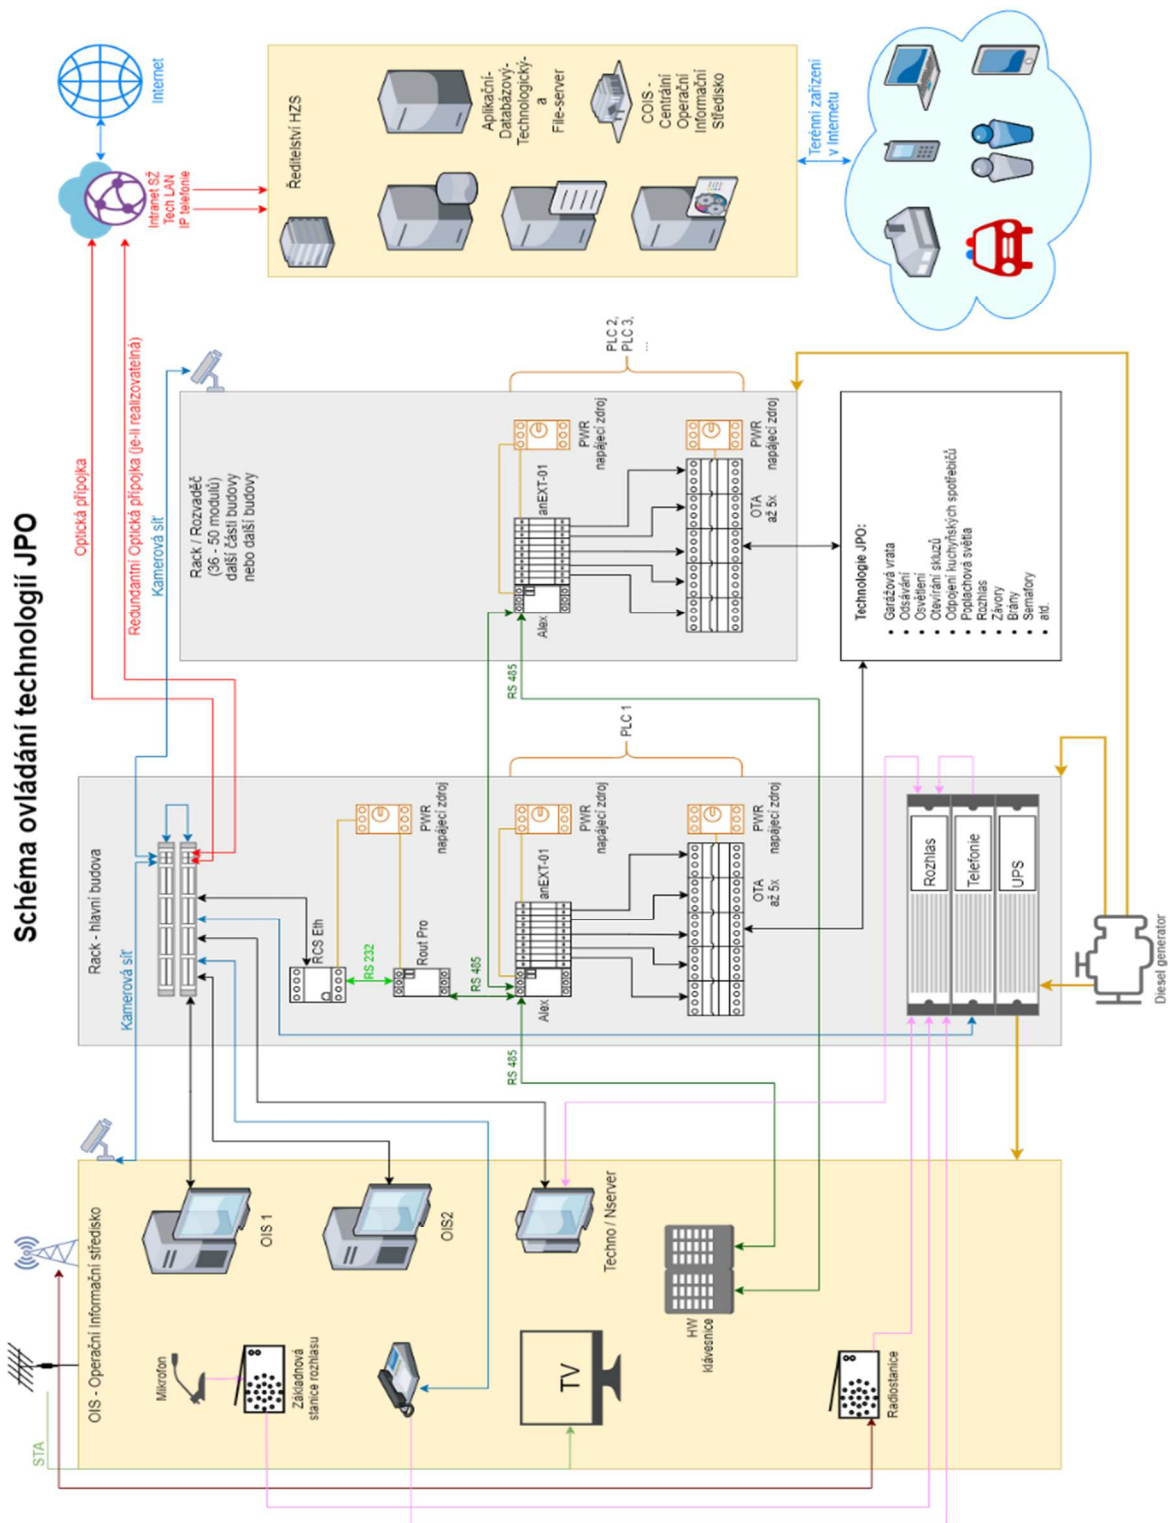 Schéma ovládání technologií JPO
STA
OIS - Operační Informační středisko
Mikrofon
Základnová
stanice rozhlasu
TV
HW
klávesnice
Radiostanice
OIS 1
OIS2
Techno / Nserver
Kamerová síť
Rack - hlavní budova
RCS Eth
RS 232
Rout Pro
PWR
napájecí zdroj
RS 485
RS 485
Alex
anEXT-01
PWR
napájecí zdroj
OTA
až 5x
PWR
napájecí zdroj
PLC 1
Rozhlas
Telefonie
UPS
Diesel generator
Optická přípojka
Redundantní Optická přípojka (je-li realizovatelná)
Kamerová síť
Rack / Rozvaděč
(36 - 50 modulů)
další části budovy
nebo další budovy
RS 485
Alex
anEXT-01
PWR
napájecí zdroj
OTA
až 5x
PWR
napájecí zdroj
PLC 2,
PLC 3,
...
Technologie JPO:
• Garážová vrata
• Odsávání
• Osvětlení
• Otevírání skluzů
• Odpojení kuchyňských spotřebičů
• Poplachová světla
• Rozhlas
• Závory
• Brány
• Semafory
• atd.
Internet
Intranet SŽ
Tech LAN
IP telefonie
Ředitelství HZS
Aplikační-
Databázový-
Technologický-
a
File-server
COIS -
Centrální
Operační
Informační
Středisko
Terénní zařízení
v Internetu